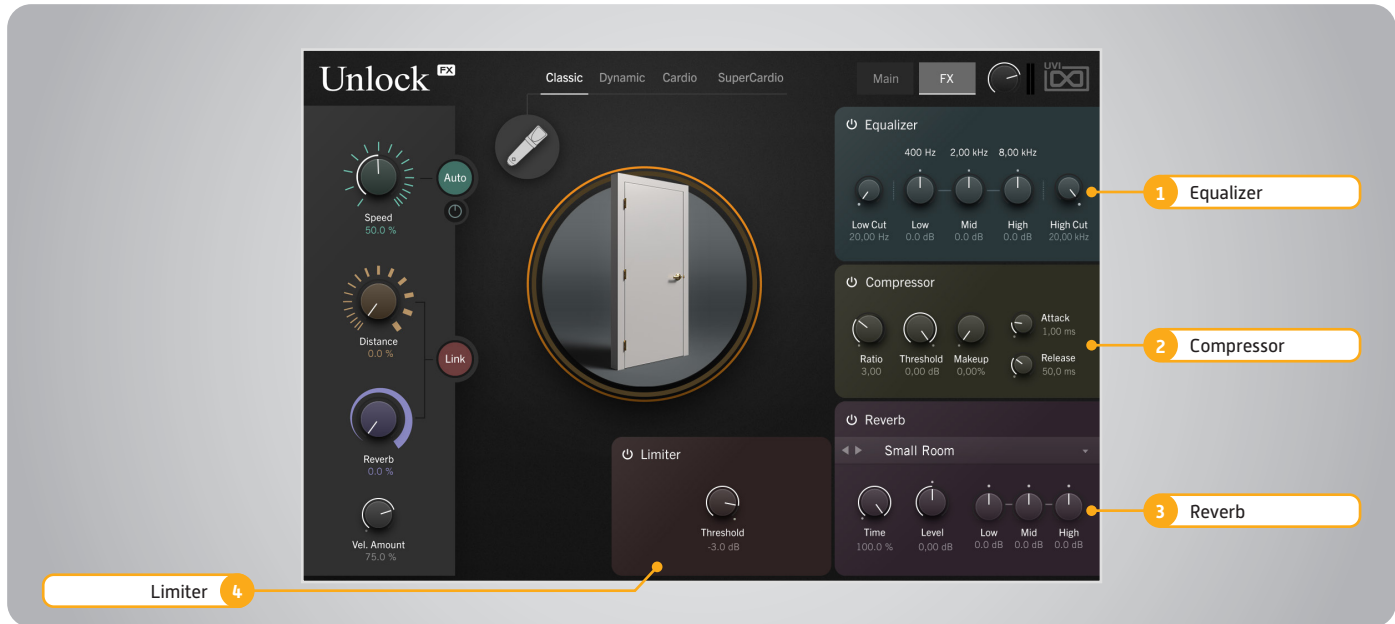 Unlock FX
Classic Dynamic Cardio SuperCardio
Main FX
UVI
Auto
Speed
50.0 %
Distance
0.0 %
Link
Reverb
0.0 %
Vel. Amount
75.0 %
Equalizer
400 Hz 2,00 kHz 8,00 kHz
Low Cut Low Mid High High Cut
20,00 Hz 0.0 dB 0.0 dB 0.0 dB 20,00 kHz
Compressor
Attack
1,00 ms
Ratio Threshold Makeup
3,00 0,00 dB 0,00%
Release
50,0 ms
Reverb
Small Room
Time Level Low Mid High
100.0 % 0,00 dB 0.0 dB 0.0 dB 0.0 dB
Limiter
Threshold
-3.0 dB
1 Equalizer
2 Compressor
3 Reverb
Limiter 4